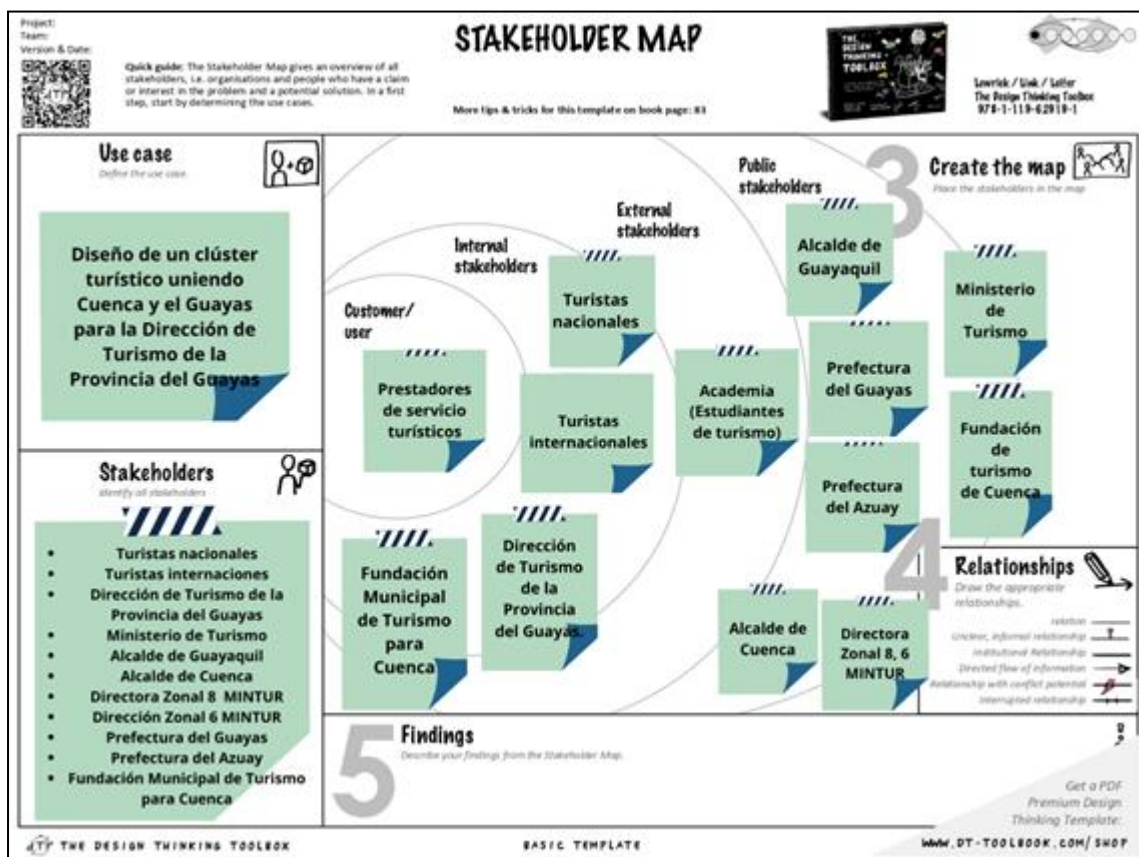 Project:
Team:
Version & Date:
Quick guide: The Stakeholder Map gives an overview of all
stakeholders, i.e. organisations and people who have a claim
or interest in the problem and a potential solution. In a first
step, start by determining the use cases.
STAKEHOLDER MAP
More tips & tricks for this template on book page: 83
THE
DESIGN
THINKING
TOOLBOX
Lewrick / Link / Leifer
The Design Thinking Toolbox
978-1-119-62919-1
Use case
Define the use case.
Diseño de un clúster
turístico uniendo
Cuenca y el Guayas
para la Dirección de
Turismo de la
Provincia del Guayas
Stakeholders
Identify all stakeholders
• Turistas nacionales
• Turistas internaciones
• Dirección de Turismo de la
Provincia del Guayas
• Ministerio de Turismo
• Alcalde de Guayaquil
• Alcalde de Cuenca
• Directora Zonal 8 MINTUR
• Dirección Zonal 6 MINTUR
• Prefectura del Guayas
• Prefectura del Azuay
• Fundación Municipal de Turismo
para Cuenca
3
Create the map
Place the stakeholders in the map
Customer/
user
Internal
stakeholders
External
stakeholders
Public
stakeholders
Prestadores
de servicio
turísticos
Turistas
nacionales
Turistas
internacionales
Academia
(Estudiantes
de turismo)
Alcalde de
Guayaquil
Prefectura
del Guayas
Prefectura
del Azuay
Ministerio
de
Turismo
Fundación
de
turismo
de Cuenca
Fundación
Municipal
de Turismo
para
Cuenca
Dirección
de Turismo
de la
Provincia
del Guayas.
Alcalde de
Cuenca
Directora
Zonal 8, 6
MINTUR
4
Relationships
Draw the appropriate
relationships.
relation
Unclear, informal relationship
?
Institutional Relationship
Directed flow of information
Relationship with conflict potential
Interrupted relationship
5
Findings
Describe your findings from the Stakeholder Map.
Get a PDF
Premium Design
Thinking Template:
WWW.DT-TOOLBOOK.COM/SHOP
DTT THE DESIGN THINKING TOOLBOX
BASIC TEMPLATE